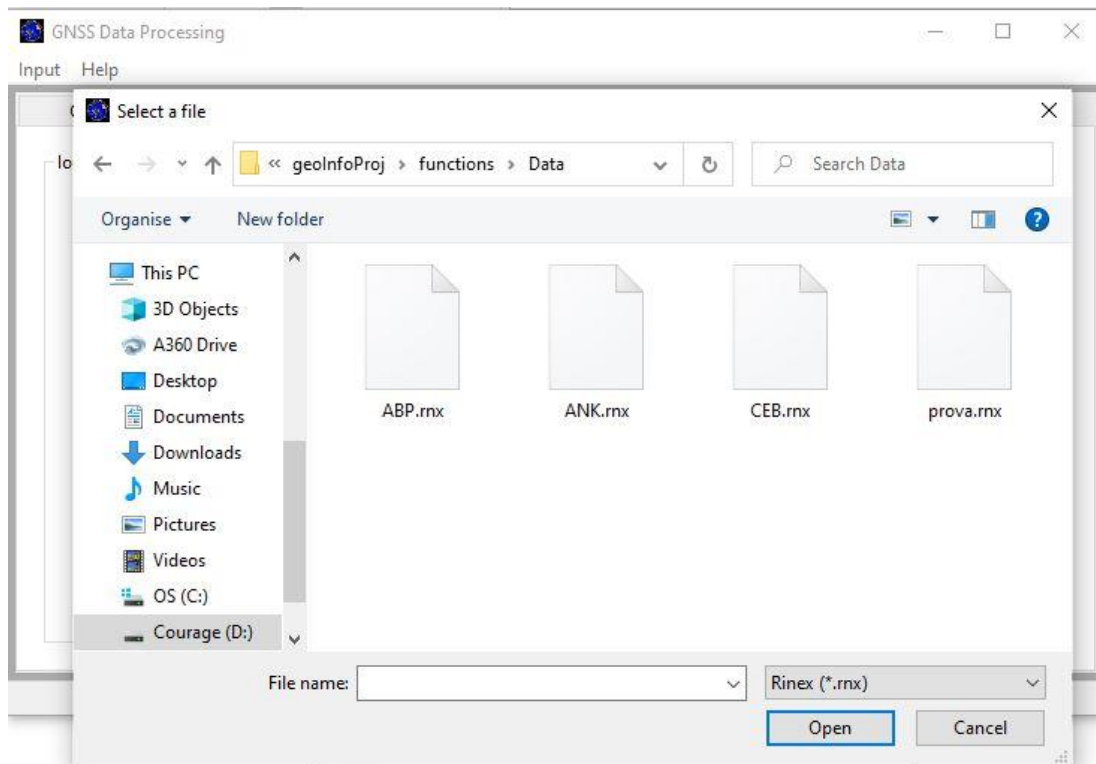 GNSS Data Processing
Input Help
Select a file
lo
« geoInfoProj › functions › Data
Search Data
Organise
New folder
This PC
3D Objects
A360 Drive
Desktop
Documents
Downloads
Music
Pictures
Videos
OS (C:)
Courage (D:)
ABP.rnx
ANK.rnx
CEB.rnx
prova.rnx
File name:
Rinex (*.rnx)
Open
Cancel